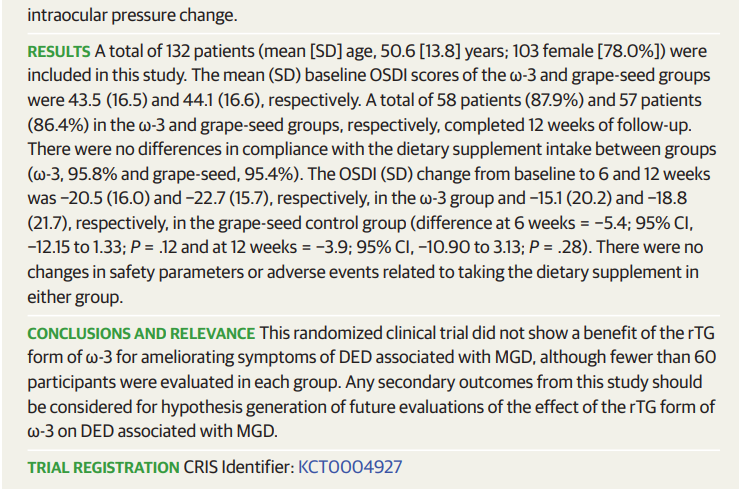 intraocular pressure change.
RESULTS A total of 132 patients (mean [SD] age, 50.6 [13.8] years; 103 female [78.0%]) were
included in this study. The mean (SD) baseline OSDI scores of the ω-3 and grape-seed groups
were 43.5 (16.5) and 44.1 (16.6), respectively. A total of 58 patients (87.9%) and 57 patients
(86.4%) in the ω-3 and grape-seed groups, respectively, completed 12 weeks of follow-up.
There were no differences in compliance with the dietary supplement intake between groups
(ω-3, 95.8% and grape-seed, 95.4%). The OSDI (SD) change from baseline to 6 and 12 weeks
was −20.5 (16.0) and −22.7 (15.7), respectively, in the ω-3 group and −15.1 (20.2) and −18.8
(21.7), respectively, in the grape-seed control group (difference at 6 weeks = −5.4; 95% CI,
−12.15 to 1.33; P = .12 and at 12 weeks = −3.9; 95% CI, −10.90 to 3.13; P = .28). There were no
changes in safety parameters or adverse events related to taking the dietary supplement in
either group.
CONCLUSIONS AND RELEVANCE This randomized clinical trial did not show a benefit of the rTG
form of ω-3 for ameliorating symptoms of DED associated with MGD, although fewer than 60
participants were evaluated in each group. Any secondary outcomes from this study should
be considered for hypothesis generation of future evaluations of the effect of the rTG form of
ω-3 on DED associated with MGD.
TRIAL REGISTRATION CRIS Identifier: KCT0004927